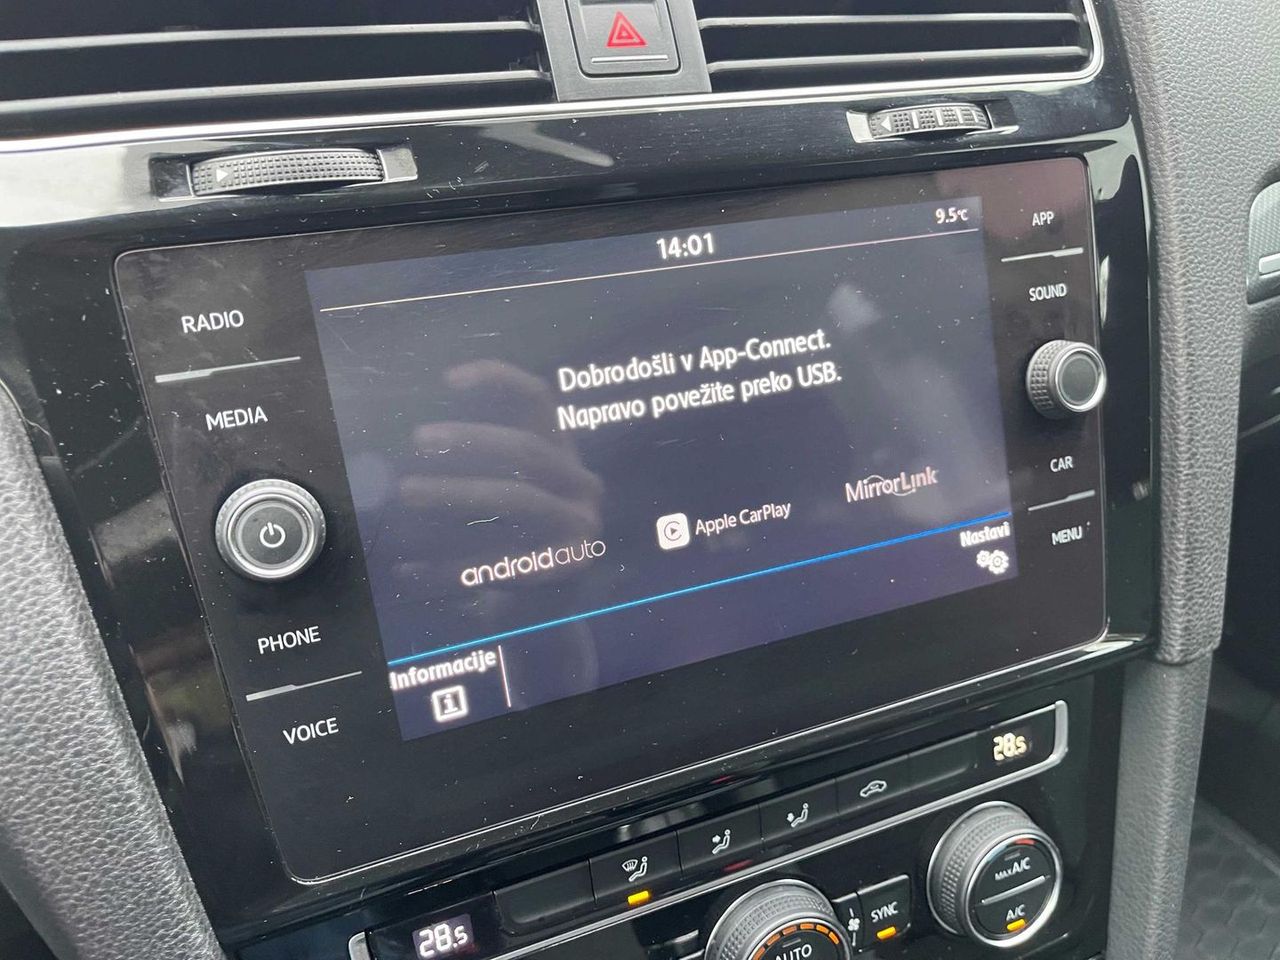 14:01
9.5°C
APP
RADIO
SOUND
Dobrodošli v App-Connect.
Napravo povežite preko USB.
MEDIA
CAR
MirrorLink
Apple CarPlay
androidauto
Nastavi
MENU
PHONE
Informacije
VOICE
28.5
28.5
MAX A/C
A/C
SYNC
AUTO